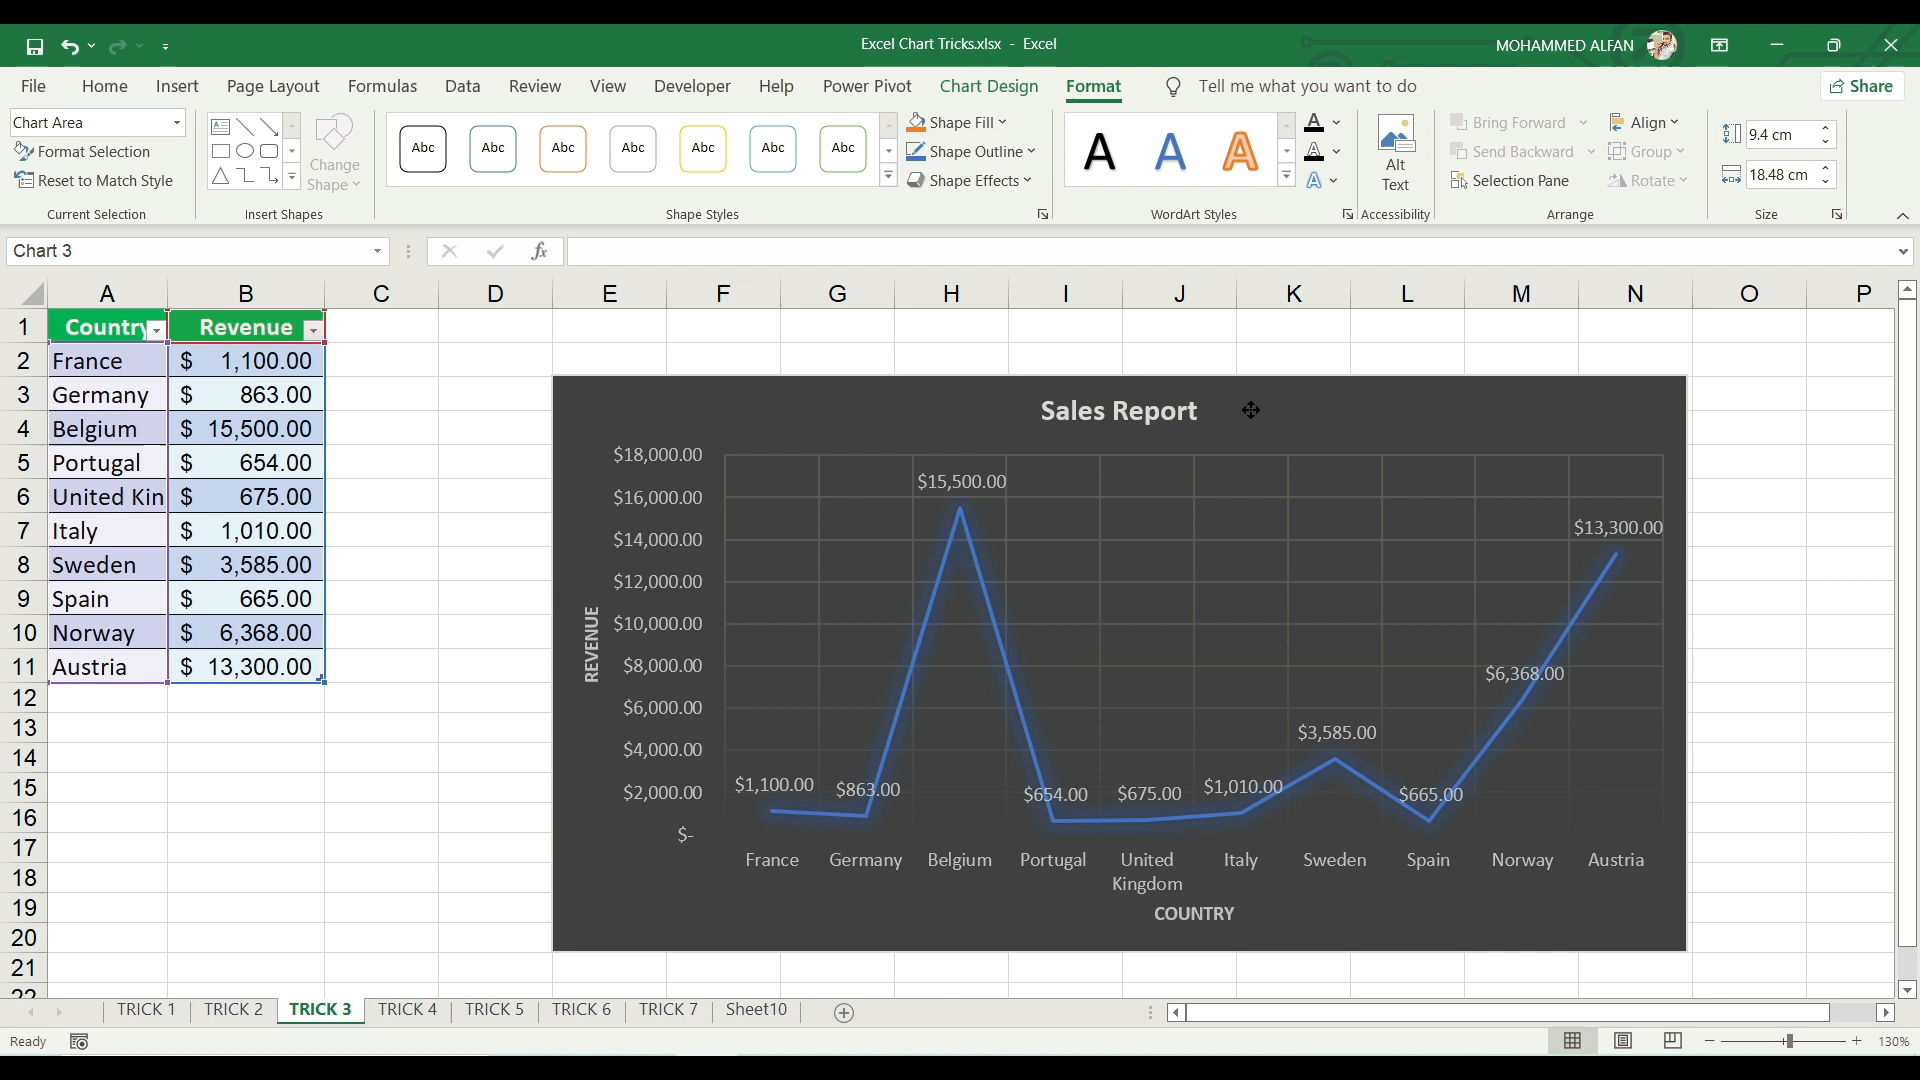 Excel Chart Tricks.xlsx - Excel
MOHAMMED ALFAN
File Home Insert Page Layout Formulas Data Review View Developer Help Power Pivot Chart Design Format Tell me what you want to do Share
Chart Area
Format Selection
Reset to Match Style
Current Selection
Change
Shape
Insert Shapes
Abc Abc Abc Abc Abc Abc Abc
Shape Styles
Shape Fill
Shape Outline
Shape Effects
A A A
WordArt Styles
A
A
A
Alt
Text
Accessibility
Bring Forward
Send Backward
Selection Pane
Align
Group
Rotate
Arrange
9.4 cm
18.48 cm
Size
Chart 3
fx
A B C D E F G H I J K L M N O P
1 Country Revenue
2 France $ 1,100.00
3 Germany $ 863.00
4 Belgium $ 15,500.00
5 Portugal $ 654.00
6 United Kin $ 675.00
7 Italy $ 1,010.00
8 Sweden $ 3,585.00
9 Spain $ 665.00
10 Norway $ 6,368.00
11 Austria $ 13,300.00
12
13
14
15
16
17
18
19
20
21
22
Sales Report
REVENUE
$18,000.00
$16,000.00
$14,000.00
$12,000.00
$10,000.00
$8,000.00
$6,000.00
$4,000.00
$2,000.00
$-
$1,100.00
$863.00
$15,500.00
$654.00
$675.00
$1,010.00
$3,585.00
$665.00
$6,368.00
$13,300.00
France Germany Belgium Portugal United Italy Sweden Spain Norway Austria
Kingdom
COUNTRY
TRICK 1 TRICK 2 TRICK 3 TRICK 4 TRICK 5 TRICK 6 TRICK 7 Sheet10
Ready
130%